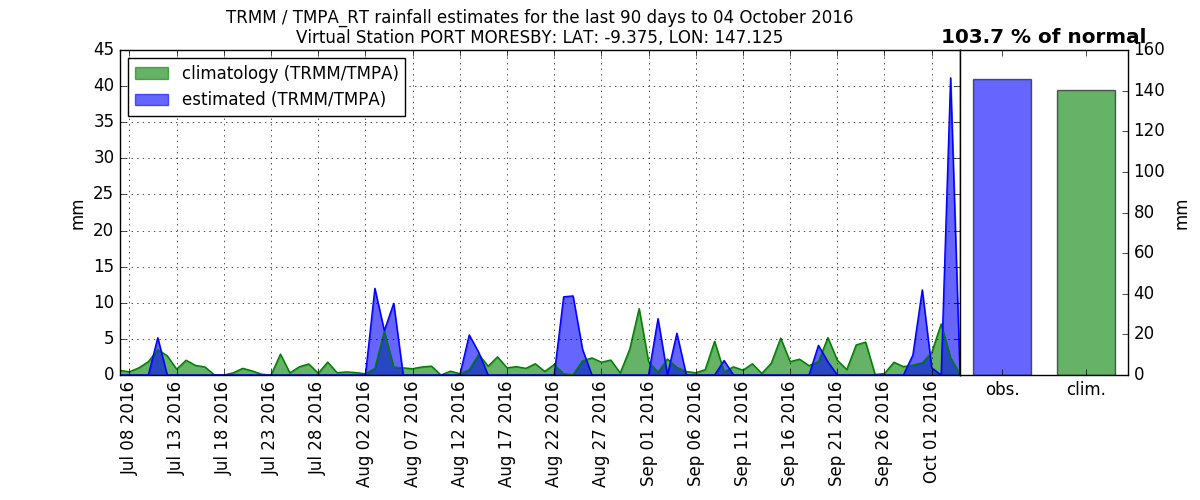 TRMM / TMPA_RT rainfall estimates for the last 90 days to 04 October 2016
Virtual Station PORT MORESBY: LAT: -9.375, LON: 147.125
103.7 % of normal
climatology (TRMM/TMPA)
estimated (TRMM/TMPA)
mm
45
40
35
30
25
20
15
10
5
0
Jul 08 2016
Jul 13 2016
Jul 18 2016
Jul 23 2016
Jul 28 2016
Aug 02 2016
Aug 07 2016
Aug 12 2016
Aug 17 2016
Aug 22 2016
Aug 27 2016
Sep 01 2016
Sep 06 2016
Sep 11 2016
Sep 16 2016
Sep 21 2016
Sep 26 2016
Oct 01 2016
160
140
120
100
80
60
40
20
0
mm
obs.
clim.